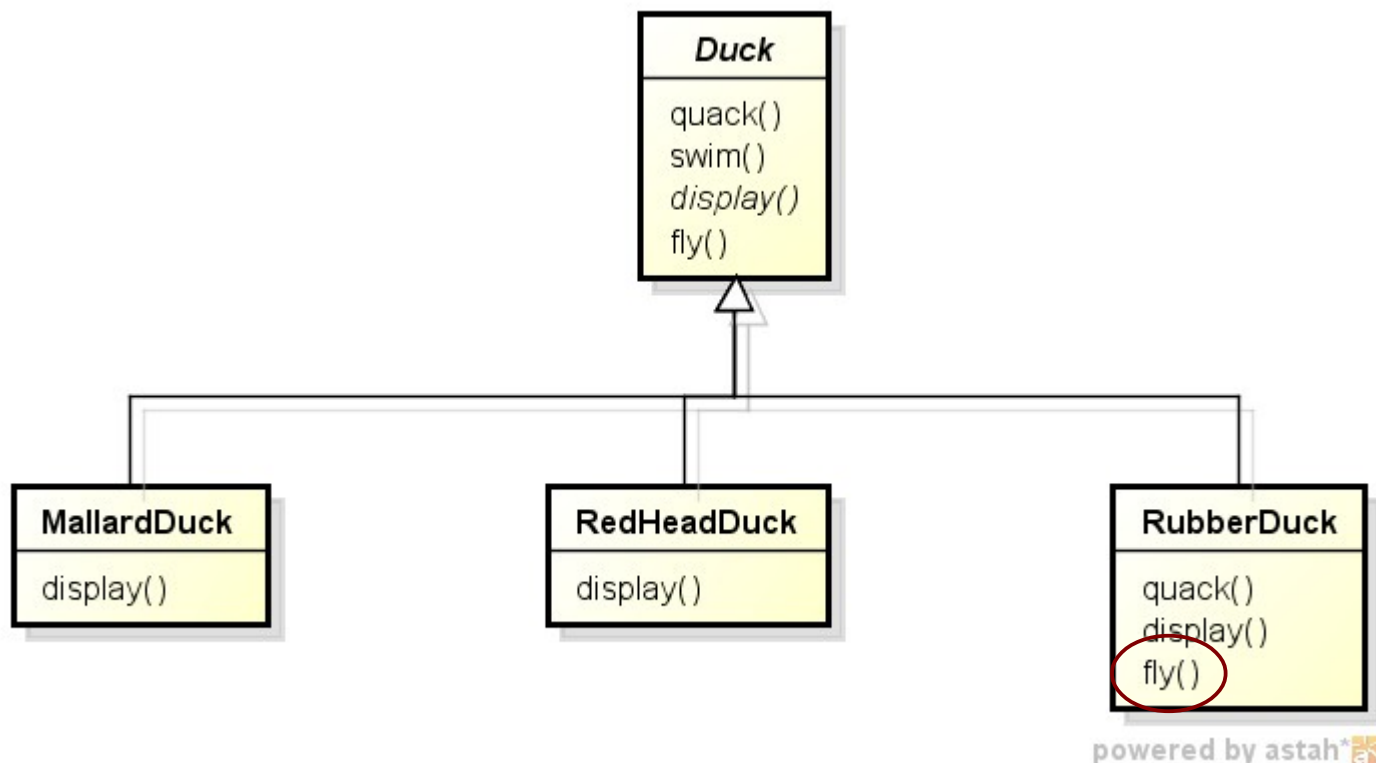 Duck
quack()
swim()
display()
fly()
MallardDuck
display()
RedHeadDuck
display()
RubberDuck
quack()
display()
fly()
powered by astah*